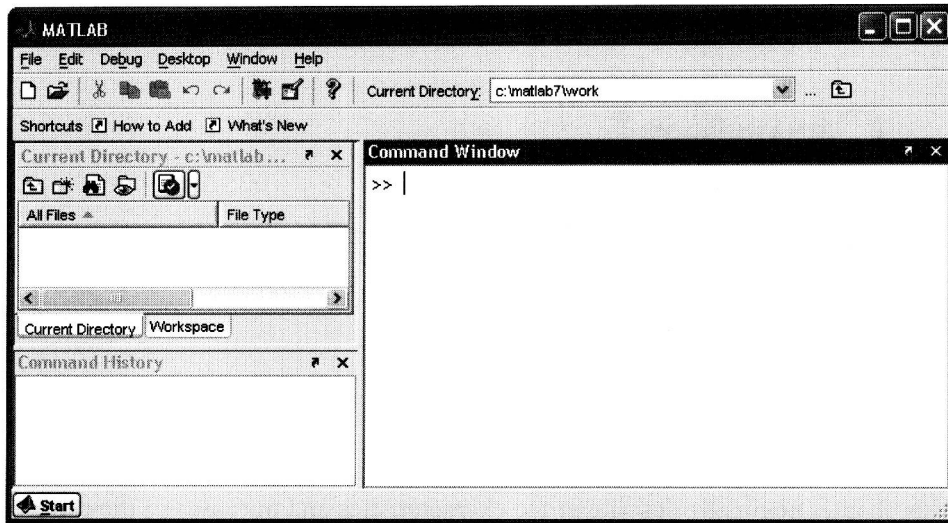 MATLAB
File Edit Debug Desktop Window Help
Current Directory: c:\matlab7\work ...
Shortcuts How to Add What's New
Current Directory - c:\matlab...
All Files File Type
Current Directory Workspace
Command History
Command Window
>>
Start